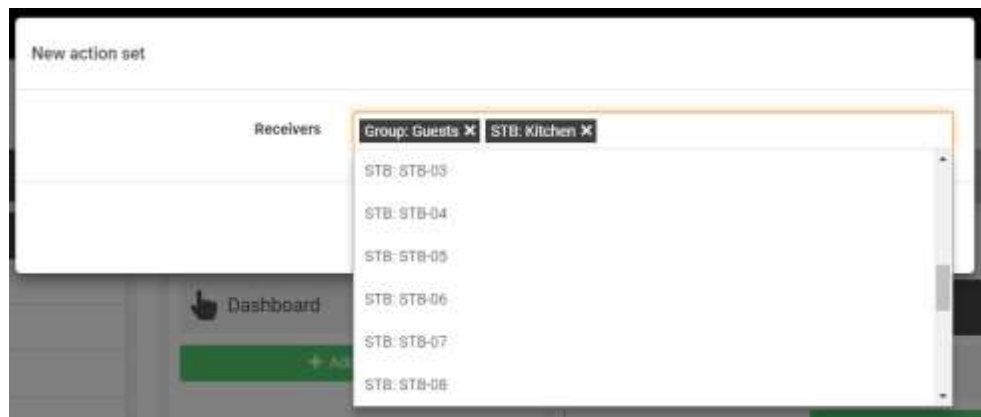 New action set
Receivers Group: Guests × STB: Kitchen ×
STB: STB-03
STB: STB-04
STB: STB-05
STB: STB-06
Dashboard
STB: STB-07
STB: STB-08